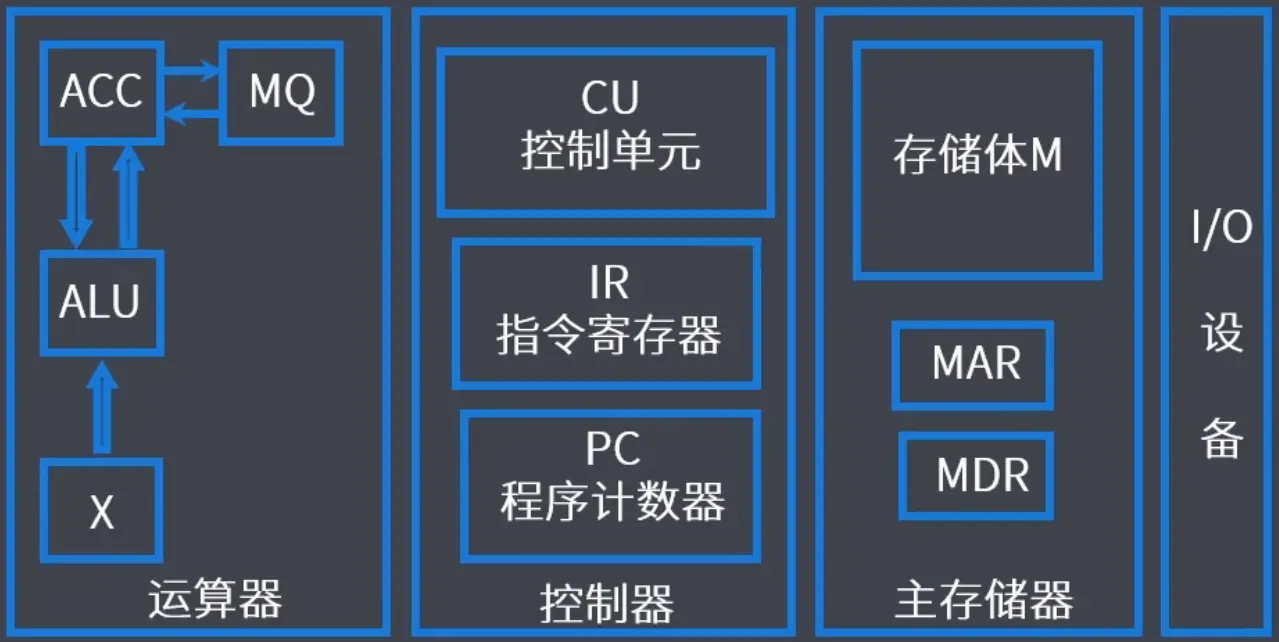 ACC
MQ
ALU
X
运算器
CU
控制单元
IR
指令寄存器
PC
程序计数器
控制器
存储体M
MAR
MDR
主存储器
I/O
设
备